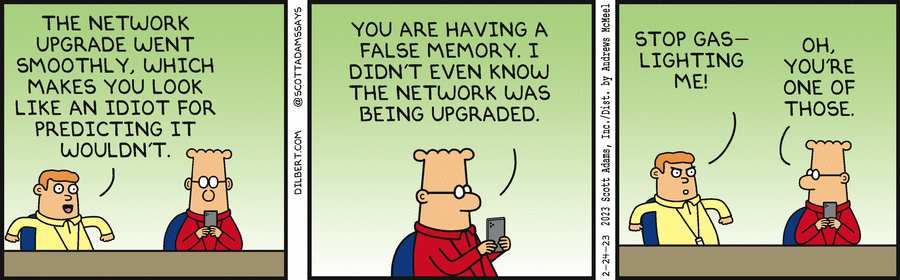 THE NETWORK
UPGRADE WENT
SMOOTHLY, WHICH
MAKES YOU LOOK
LIKE AN IDIOT FOR
PREDICTING IT
WOULDN'T.
DILBERT.COM @SCOTTADAMSSAYS
YOU ARE HAVING A
FALSE MEMORY. I
DIDN'T EVEN KNOW
THE NETWORK WAS
BEING UPGRADED.
2-24-23 2023 Scott Adams, Inc./Dist. by Andrews McMeel
STOP GAS—
LIGHTING
ME!
OH,
YOU'RE
ONE OF
THOSE.